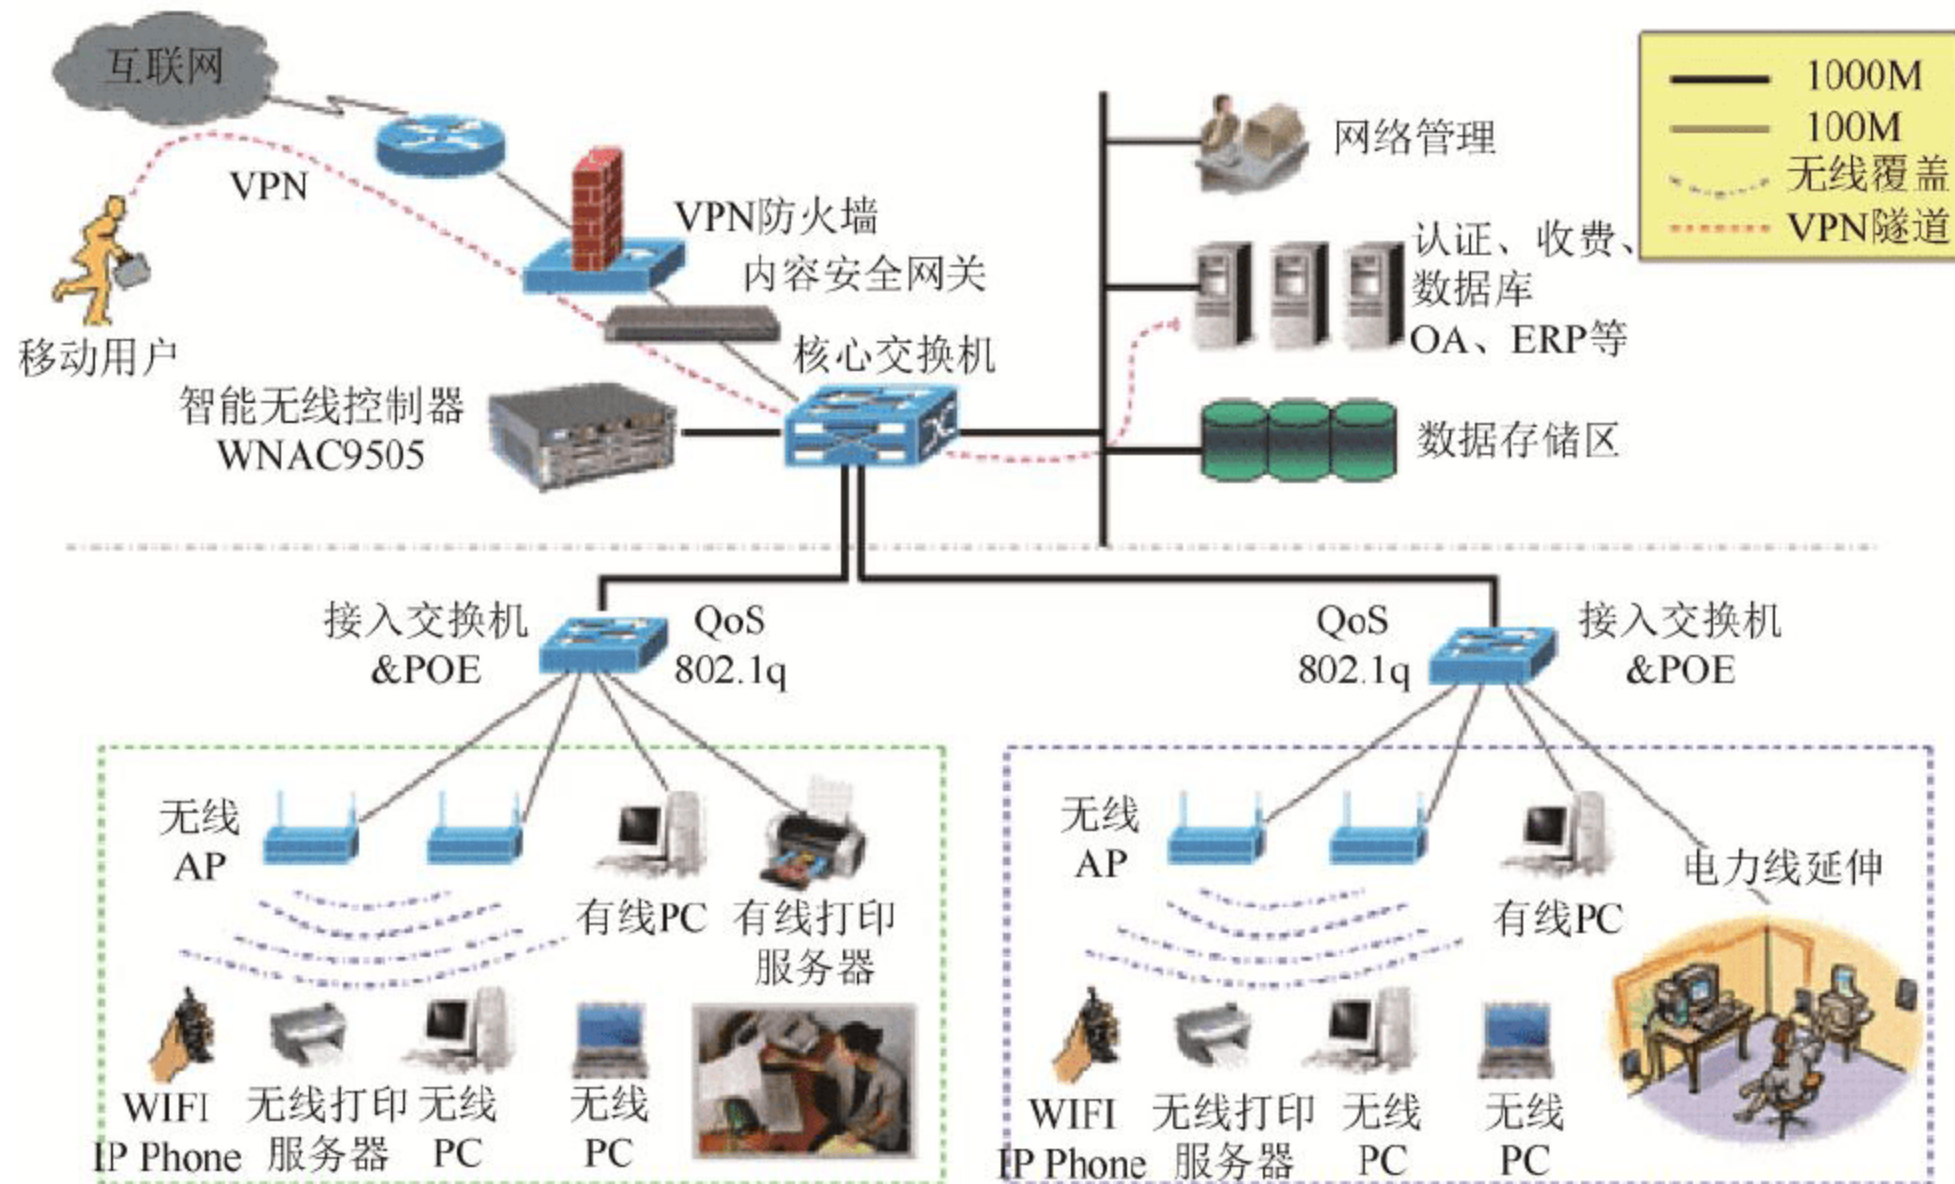 互联网
1000M
100M
无线覆盖
VPN隧道
VPN
网络管理
VPN防火墙
内容安全网关
认证、收费、
数据库
OA、ERP等
移动用户
核心交换机
智能无线控制器
WNAC9505
数据存储区
接入交换机
&POE
QoS
802.1q
QoS
802.1q
接入交换机
&POE
无线
AP
有线PC
有线打印
服务器
无线
AP
有线PC
电力线延伸
WIFI
IP Phone
无线打印
服务器
无线
PC
无线
PC
WIFI
IP Phone
无线打印
服务器
无线
PC
无线
PC